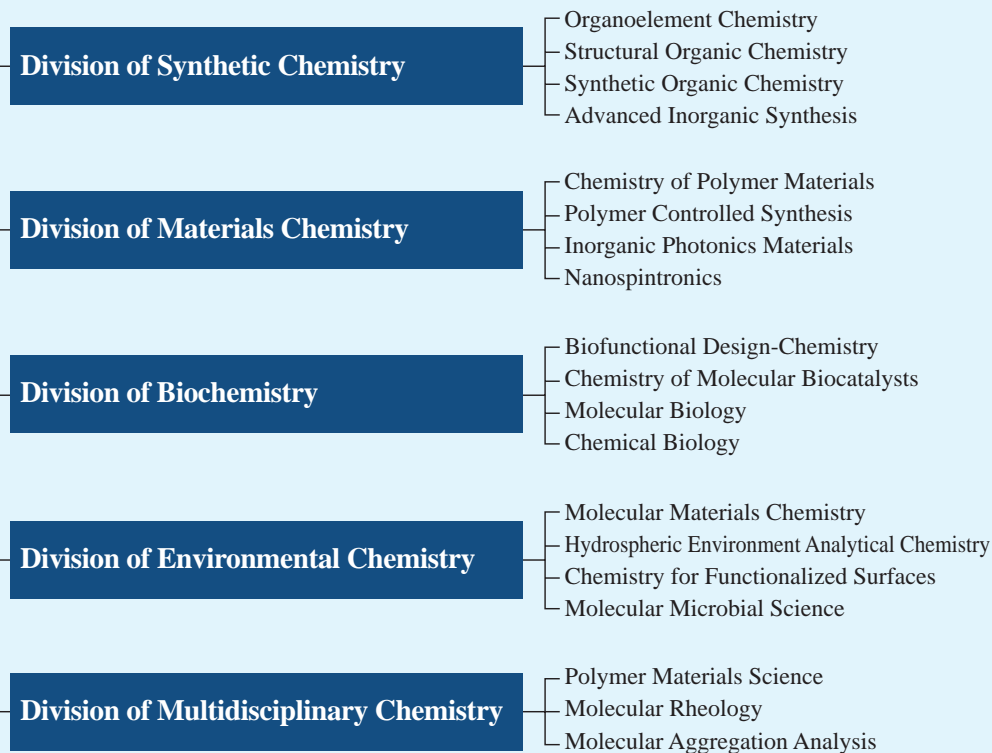 Division of Synthetic Chemistry
Organoelement Chemistry
Structural Organic Chemistry
Synthetic Organic Chemistry
Advanced Inorganic Synthesis
Division of Materials Chemistry
Chemistry of Polymer Materials
Polymer Controlled Synthesis
Inorganic Photonics Materials
Nanospintronics
Division of Biochemistry
Biofunctional Design-Chemistry
Chemistry of Molecular Biocatalysts
Molecular Biology
Chemical Biology
Division of Environmental Chemistry
Molecular Materials Chemistry
Hydrospheric Environment Analytical Chemistry
Chemistry for Functionalized Surfaces
Molecular Microbial Science
Division of Multidisciplinary Chemistry
Polymer Materials Science
Molecular Rheology
Molecular Aggregation Analysis